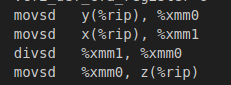 movsd y(%rip), %xmm0
movsd x(%rip), %xmm1
divsd %xmm1, %xmm0
movsd %xmm0, z(%rip)